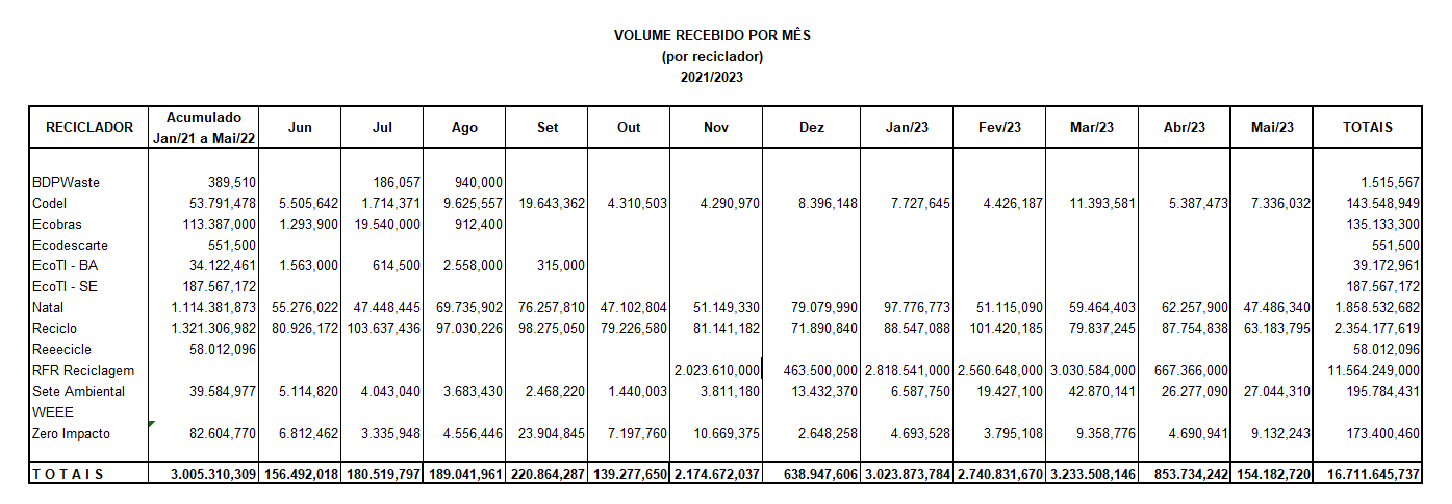 VOLUME RECEBIDO POR MÊS
(por reciclador)
2021/2023
RECICLADOR Acumulado Jan/21 a Mai/22 Jun Jul Ago Set Out Nov Dez Jan/23 Fev/23 Mar/23 Abr/23 Mai/23 TOTAIS
BDPWaste 389,510 186,057 940,000 1.515,567
Codel 53.791,478 5.505,642 1.714,371 9.625,557 19.643,362 4.310,503 4.290,970 8.396,148 7.727,645 4.426,187 11.393,581 5.387,473 7.336,032 143.548,949
Ecobras 113.387,000 1.293,900 19.540,000 912,400 135.133,300
Ecodescarte 551,500 551,500
EcoTI - BA 34.122,461 1.563,000 614,500 2.558,000 315,000 39.172,961
EcoTI - SE 187.567,172 187.567,172
Natal 1.114.381,873 55.276,022 47.448,445 69.735,902 76.257,810 47.102,804 51.149,330 79.079,990 97.776,773 51.115,090 59.464,403 62.257,900 47.486,340 1.858.532,682
Reciclo 1.321.306,982 80.926,172 103.637,436 97.030,226 98.275,050 79.226,580 81.141,182 71.890,840 88.547,088 101.420,185 79.837,245 87.754,838 63.183,795 2.354.177,619
Reeecicle 58.012,096 58.012,096
RFR Reciclagem 2.023.610,000 463.500,000 2.818.541,000 2.560.648,000 3.030.584,000 667.366,000 11.564.249,000
Sete Ambiental 39.584,977 5.114,820 4.043,040 3.683,430 2.468,220 1.440,003 3.811,180 13.432,370 6.587,750 19.427,100 42.870,141 26.277,090 27.044,310 195.784,431
WEEE
Zero Impacto 82.604,770 6.812,462 3.335,948 4.556,446 23.904,845 7.197,760 10.669,375 2.648,258 4.693,528 3.795,108 9.358,776 4.690,941 9.132,243 173.400,460
T O T A I S 3.005.310,309 156.492,018 180.519,797 189.041,961 220.864,287 139.277,650 2.174.672,037 638.947,606 3.023.873,784 2.740.831,670 3.233.508,146 853.734,242 154.182,720 16.711.645,737